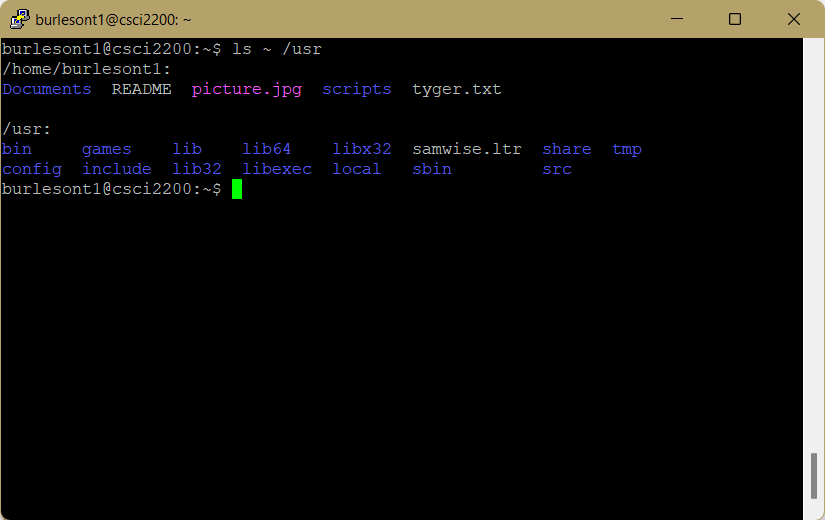 burlesont1@csci2200: ~
burlesont1@csci2200:~$ ls ~ /usr
/home/burlesont1:
Documents  README  picture.jpg  scripts  tyger.txt

/usr:
bin     games    lib    lib64    libx32  samwise.ltr  share  tmp
config  include  lib32  libexec  local   sbin         src
burlesont1@csci2200:~$